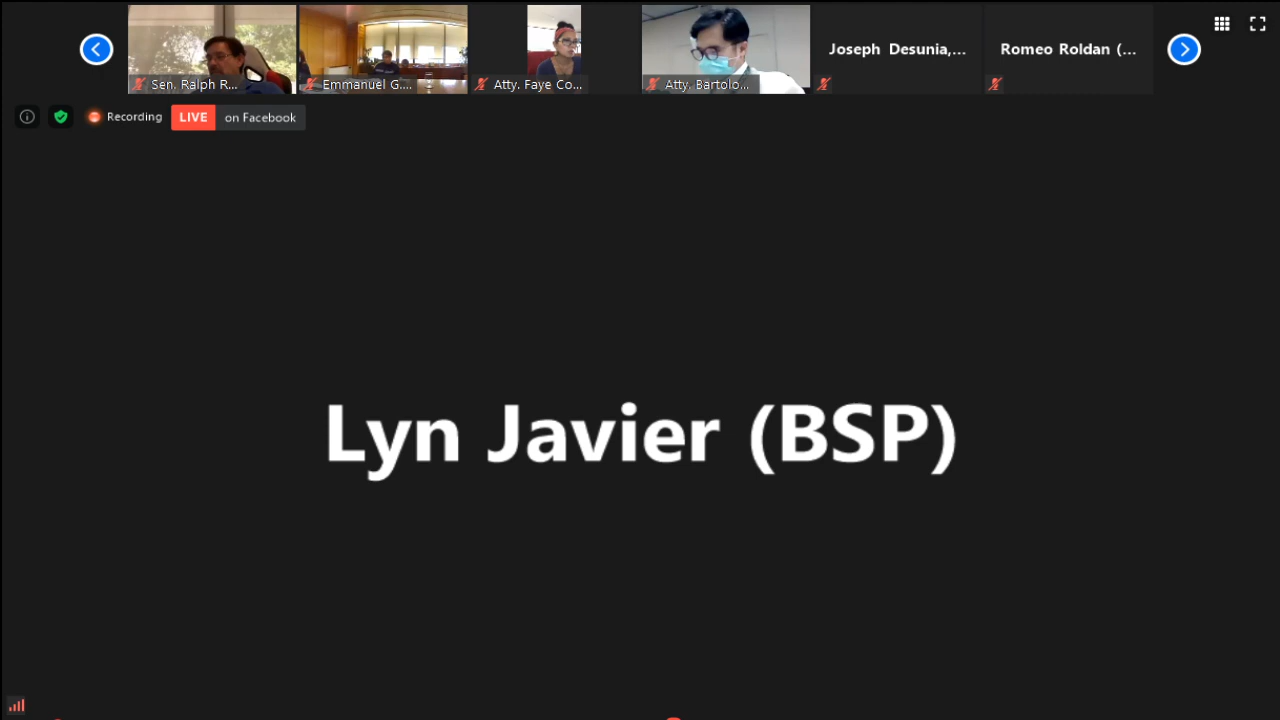 Sen. Ralph R...
Emmanuel G....
Atty. Faye Co...
Atty. Bartolo...
Joseph Desunia,...
Romeo Roldan (...
Recording
LIVE
on Facebook
Lyn Javier (BSP)